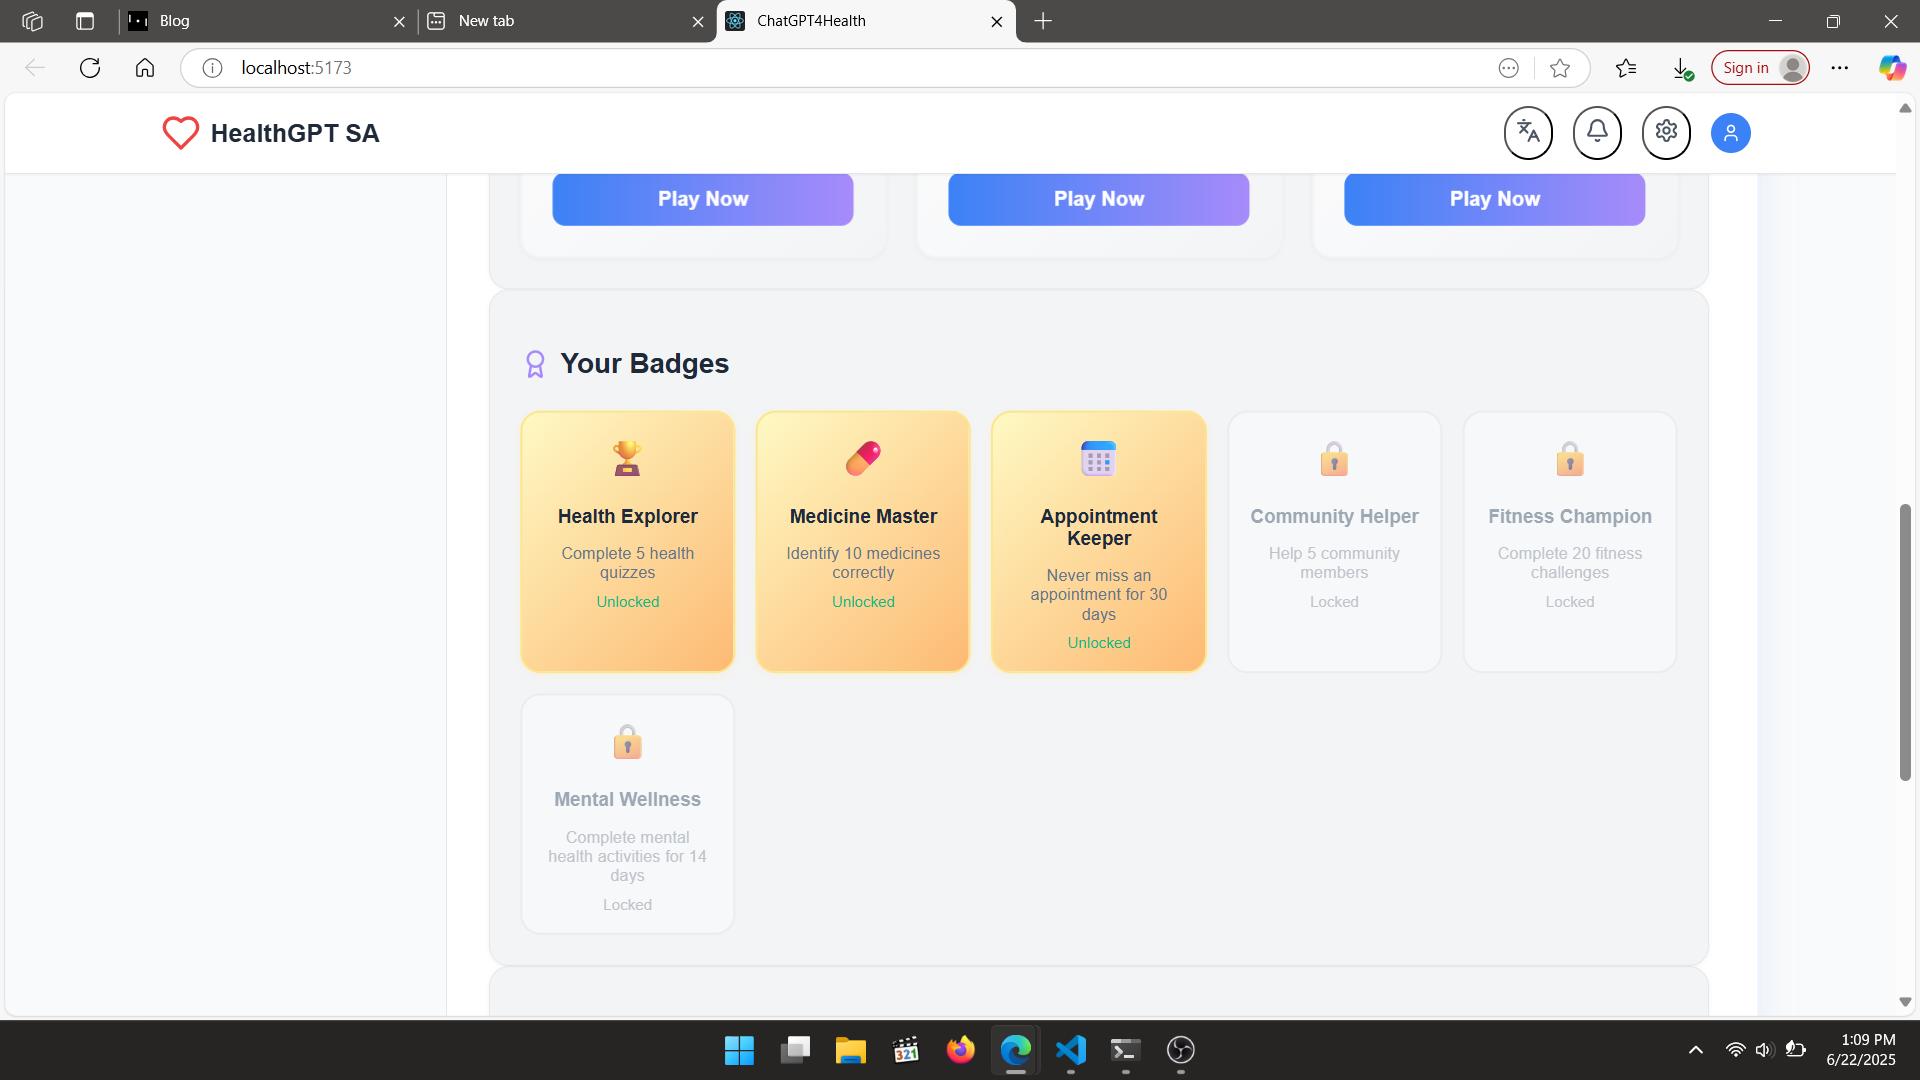 Blog
New tab
ChatGPT4Health
localhost:5173
Sign in
HealthGPT SA
Play Now
Play Now
Play Now
Your Badges
Health Explorer
Complete 5 health
quizzes
Unlocked
Medicine Master
Identify 10 medicines
correctly
Unlocked
Appointment
Keeper
Never miss an
appointment for 30
days
Unlocked
Community Helper
Help 5 community
members
Locked
Fitness Champion
Complete 20 fitness
challenges
Locked
Mental Wellness
Complete mental
health activities for 14
days
Locked
321
1:09 PM
6/22/2025